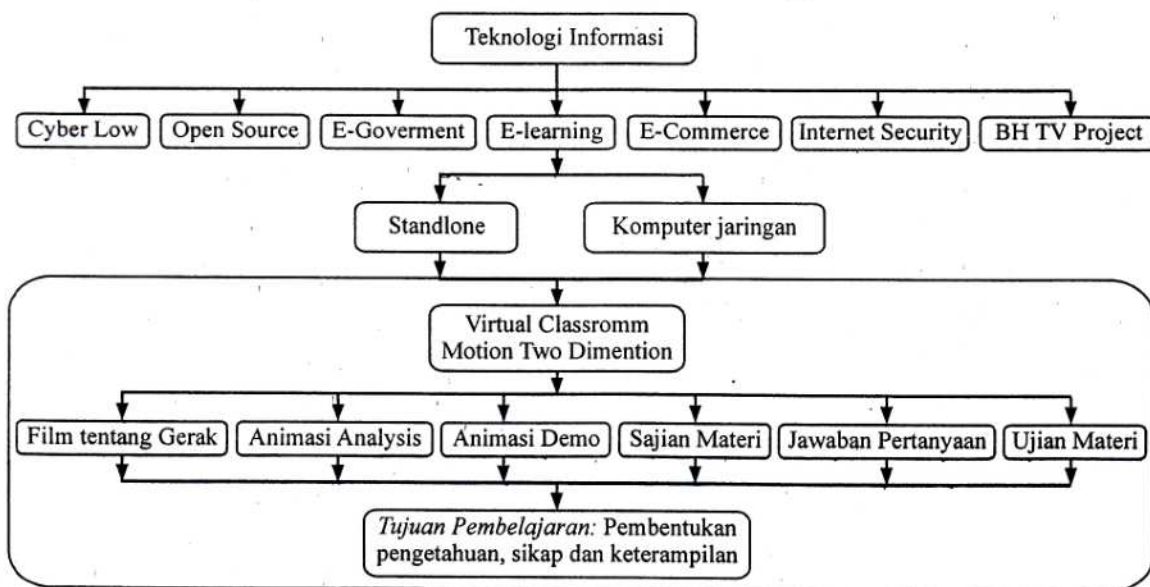 Teknologi Informasi
Cyber Low
Open Source
E-Goverment
E-learning
E-Commerce
Internet Security
BH TV Project
Standlone
Komputer jaringan
Virtual Classromm
Motion Two Dimention
Film tentang Gerak
Animasi Analysis
Animasi Demo
Sajian Materi
Jawaban Pertanyaan
Ujian Materi
Tujuan Pembelajaran: Pembentukan
pengetahuan, sikap dan keterampilan